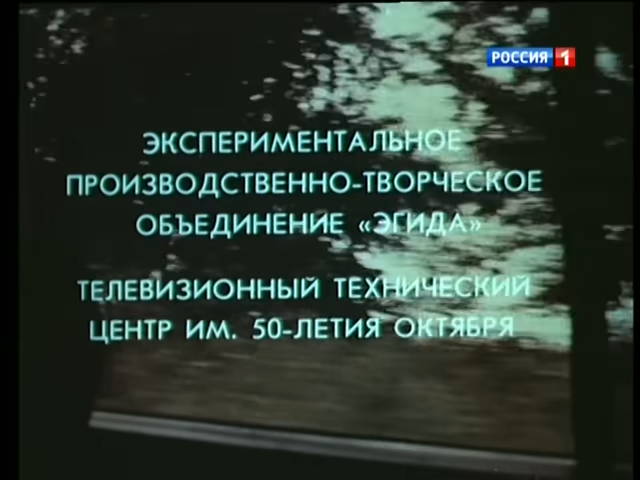 РОССИЯ 1
ЭКСПЕРИМЕНТАЛЬНОЕ
ПРОИЗВОДСТВЕННО-ТВОРЧЕСКОЕ
ОБЪЕДИНЕНИЕ «ЭГИДА»
ТЕЛЕВИЗИОННЫЙ ТЕХНИЧЕСКИЙ
ЦЕНТР ИМ. 50-ЛЕТИЯ ОКТЯБРЯ